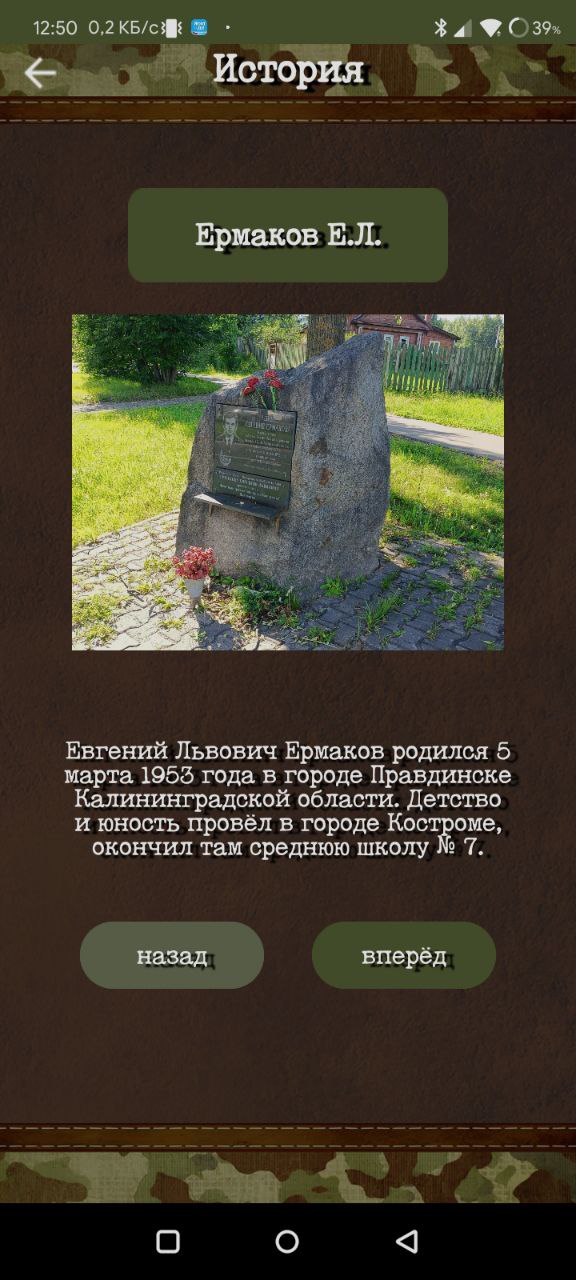 12:50 0,2 КБ/с
39%
История
Ермаков Е.Л.
Евгений Львович Ермаков родился 5
марта 1953 года в городе Правдинске
Калининградской области. Детство
и юность провёл в городе Костроме,
окончил там среднюю школу № 7.
назад вперёд